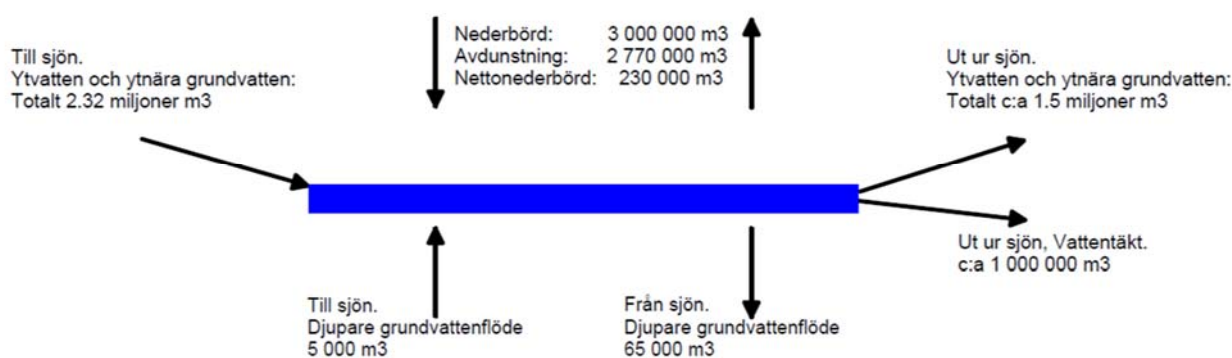 Till sjön.
Ytvatten och ytnära grundvatten:
Totalt 2.32 miljoner m3
Nederbörd: 3 000 000 m3
Avdunstning: 2 770 000 m3
Nettonederbörd: 230 000 m3
Ut ur sjön.
Ytvatten och ytnära grundvatten:
Totalt c:a 1.5 miljoner m3
Ut ur sjön, Vattentäkt.
c:a 1 000 000 m3
Till sjön.
Djupare grundvattenflöde
5 000 m3
Från sjön.
Djupare grundvattenflöde
65 000 m3